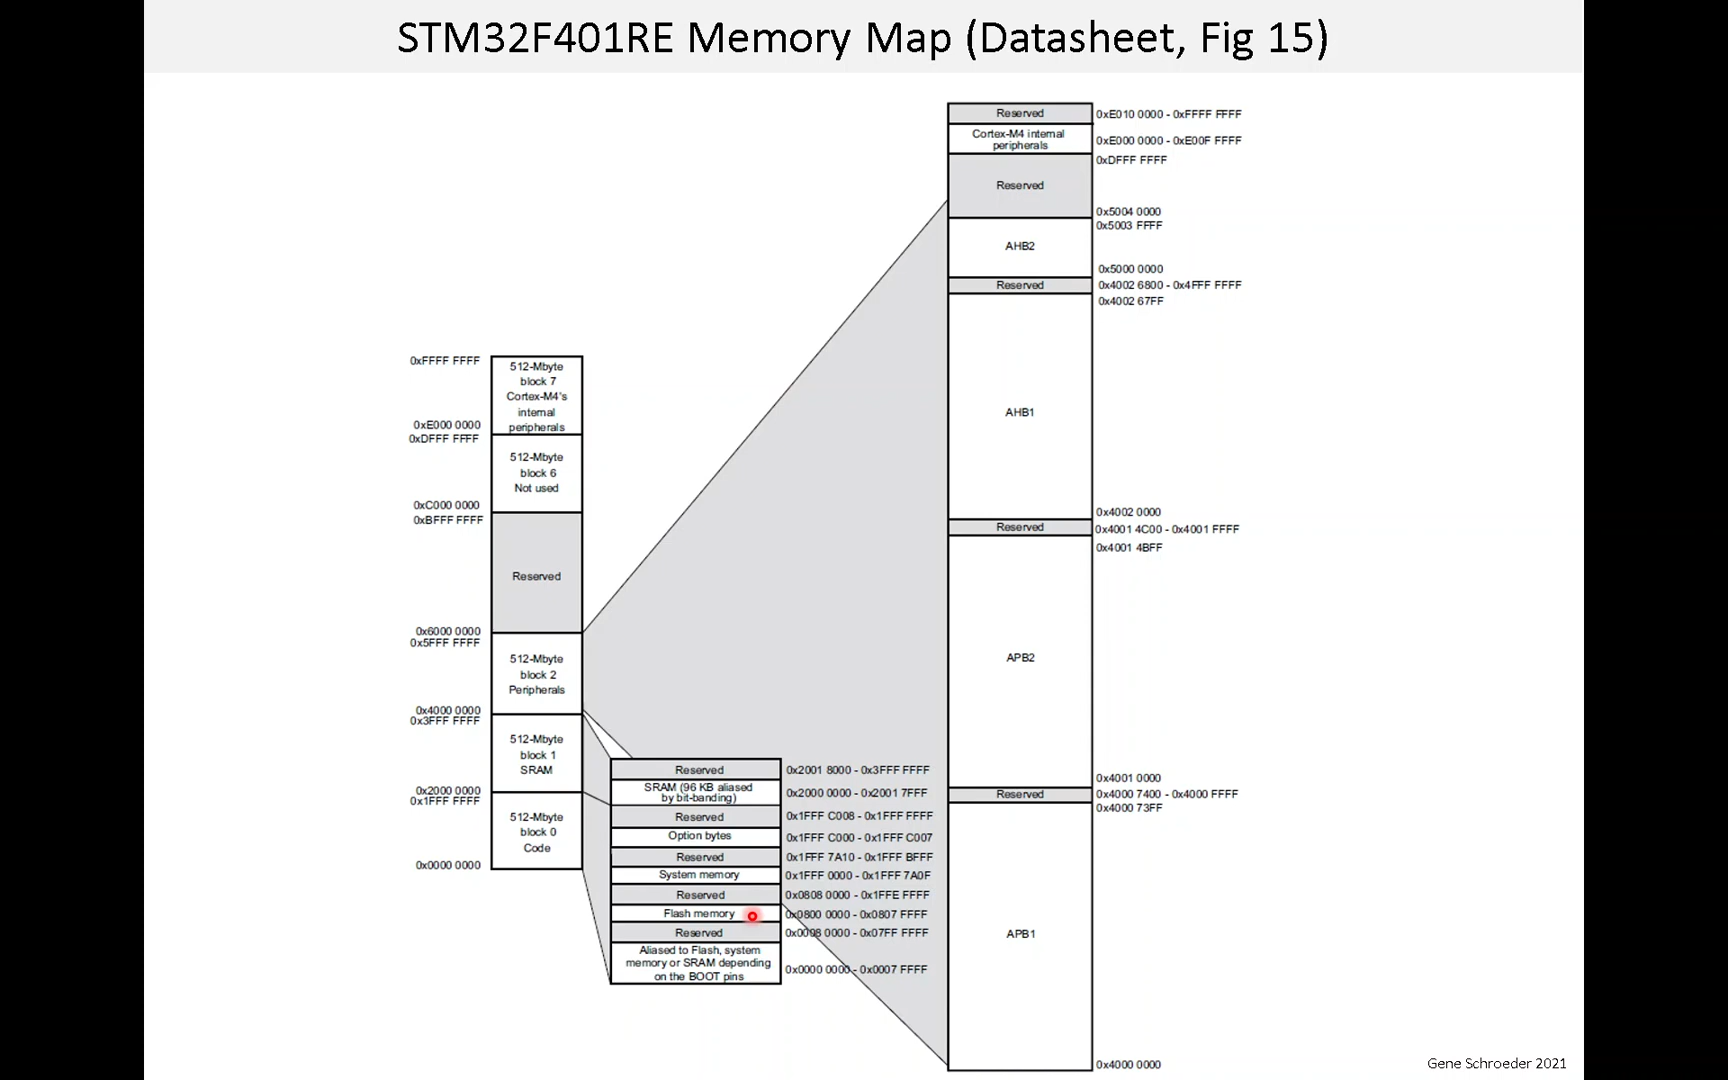 STM32F401RE Memory Map (Datasheet, Fig 15)
0xFFFF FFFF
512-Mbyte
block 7
Cortex-M4's
internal
peripherals
0xE000 0000
0xDFFF FFFF
512-Mbyte
block 6
Not used
0xC000 0000
0xBFFF FFFF
Reserved
0x6000 0000
0x5FFF FFFF
512-Mbyte
block 2
Peripherals
0x4000 0000
0x3FFF FFFF
512-Mbyte
block 1
SRAM
0x2000 0000
0x1FFF FFFF
512-Mbyte
block 0
Code
0x0000 0000
Reserved 0x2001 8000 - 0x3FFF FFFF
SRAM (96 KB aliased
by bit-banding)
0x2000 0000 - 0x2001 7FFF
Reserved 0x1FFF C008 - 0x1FFF FFFF
Option bytes 0x1FFF C000 - 0x1FFF C007
Reserved 0x1FFF 7A10 - 0x1FFF BFFF
System memory 0x1FFF 0000 - 0x1FFF 7A0F
Reserved 0x0808 0000 - 0x1FFE FFFF
Flash memory 0x0800 0000 - 0x0807 FFFF
Reserved 0x0008 0000 - 0x07FF FFFF
Aliased to Flash, system
memory or SRAM depending
on the BOOT pins
0x0000 0000 - 0x0007 FFFF
Reserved 0xE010 0000 - 0xFFFF FFFF
Cortex-M4 internal
peripherals
0xE000 0000 - 0xE00F FFFF
0xDFFF FFFF
Reserved
0x5004 0000
0x5003 FFFF
AHB2
0x5000 0000
Reserved 0x4002 6800 - 0x4FFF FFFF
0x4002 67FF
AHB1
0x4002 0000
Reserved 0x4001 4C00 - 0x4001 FFFF
0x4001 4BFF
APB2
0x4001 0000
Reserved 0x4000 7400 - 0x4000 FFFF
0x4000 73FF
APB1
0x4000 0000
Gene Schroeder 2021